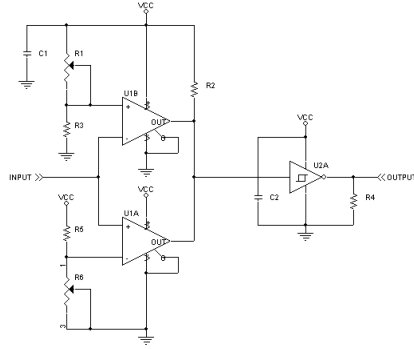 VCC
C1
R1
R2
U1B
+
OUT
-
R3
VCC
U2A
INPUT
OUTPUT
VCC
VCC
U1A
C2
R4
R5
+
OUT
-
1
R6
3